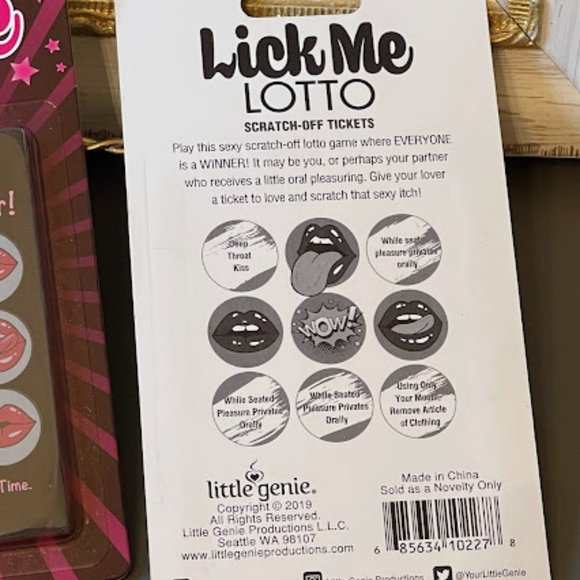 Lick Me
LOTTO
SCRATCH-OFF TICKETS
Play this sexy scratch-off lotto game where EVERYONE
is a WINNER! It may be you, or perhaps your partner
who receives a little oral pleasuring. Give your lover
a ticket to love and scratch that sexy itch!
Deep
Throat
Kiss
While seated
pleasure privates
orally
WOW!
While Seated
Pleasure Privates
Orally
While Seated
Pleasure Privates
Orally
Using Only
Your Mouth,
Remove Article
of Clothing
little genie®
Copyright © 2019
All Rights Reserved.
Little Genie Productions L.L.C.
Seattle WA 98107
www.littlegenieproductions.com
Made in China
Sold as a Novelty Only
6 85634 10227 8
Little Genie Productions
@YourLittleGenie
Time.